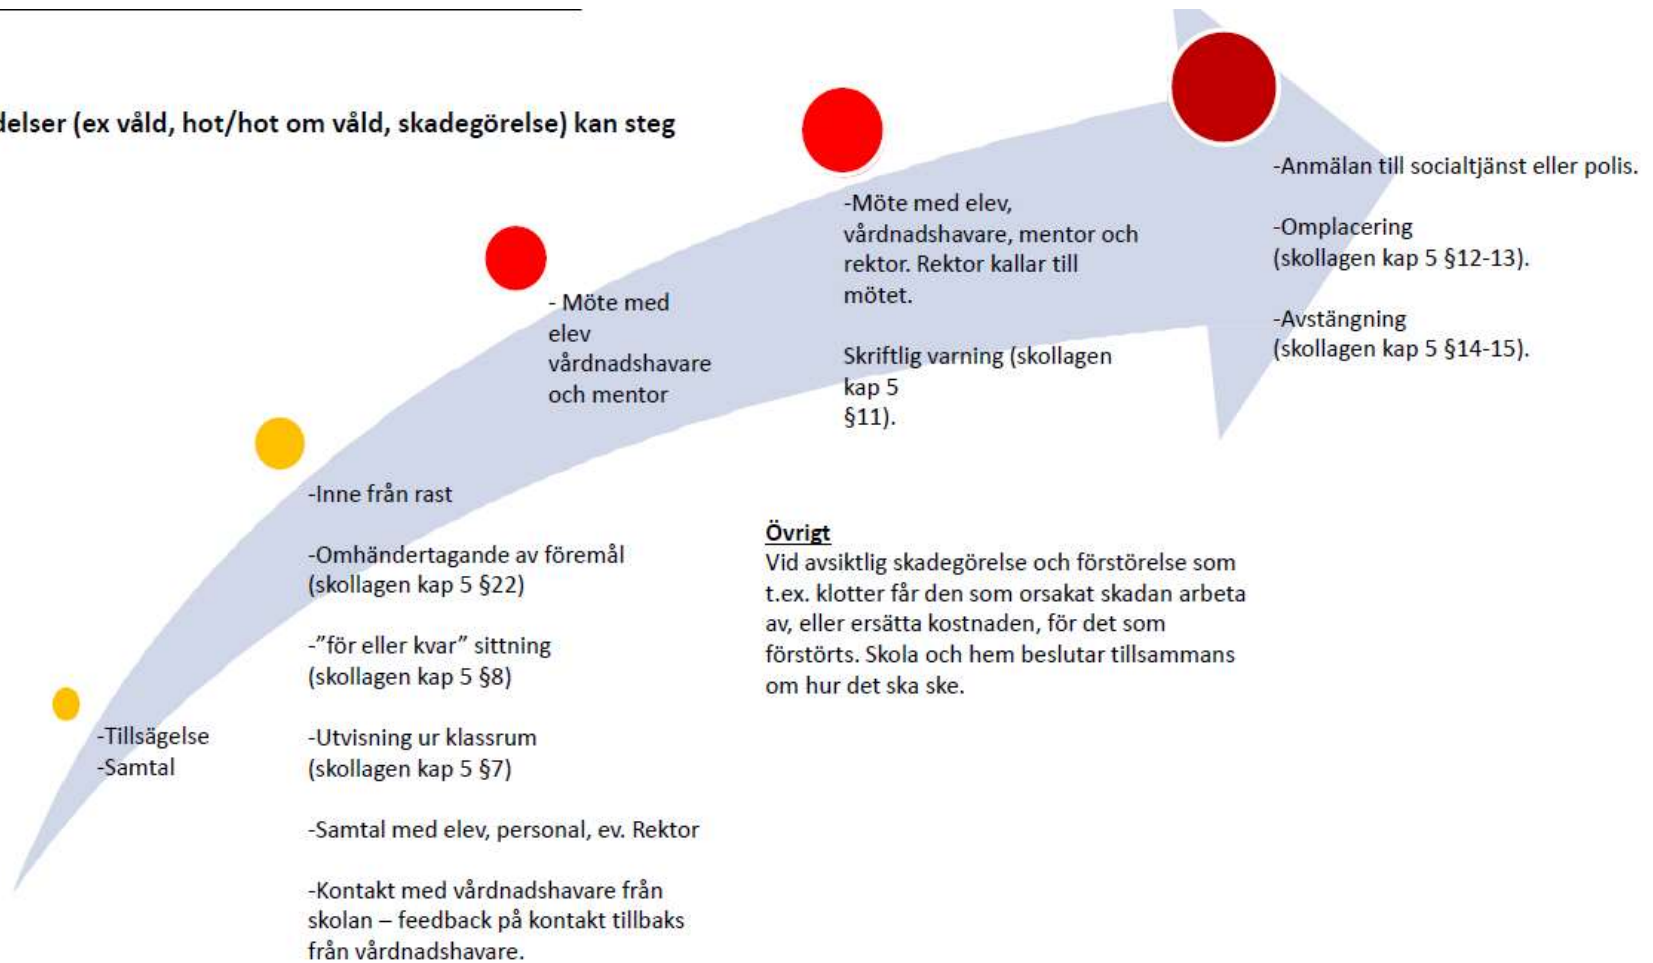 (ex våld, hot/hot om våld, skadegörelse) kan steg
-Anmälan till socialtjänst eller polis.
-Omplacering
(skollagen kap 5 §12-13).
-Avstängning
(skollagen kap 5 §14-15).
-Möte med elev,
vårdnadshavare, mentor och
rektor. Rektor kallar till
mötet.
Skriftlig varning (skollagen
kap 5
§11).
- Möte med
elev
vårdnadshavare
och mentor
-Inne från rast
-Omhändertagande av föremål
(skollagen kap 5 §22)
-”för eller kvar” sittning
(skollagen kap 5 §8)
-Utvisning ur klassrum
(skollagen kap 5 §7)
-Samtal med elev, personal, ev. Rektor
-Kontakt med vårdnadshavare från
skolan – feedback på kontakt tillbaks
från vårdnadshavare.
-Tillsägelse
-Samtal
Övrigt
Vid avsiktlig skadegörelse och förstörelse som
t.ex. klotter får den som orsakat skadan arbeta
av, eller ersätta kostnaden, för det som
förstörts. Skola och hem beslutar tillsammans
om hur det ska ske.